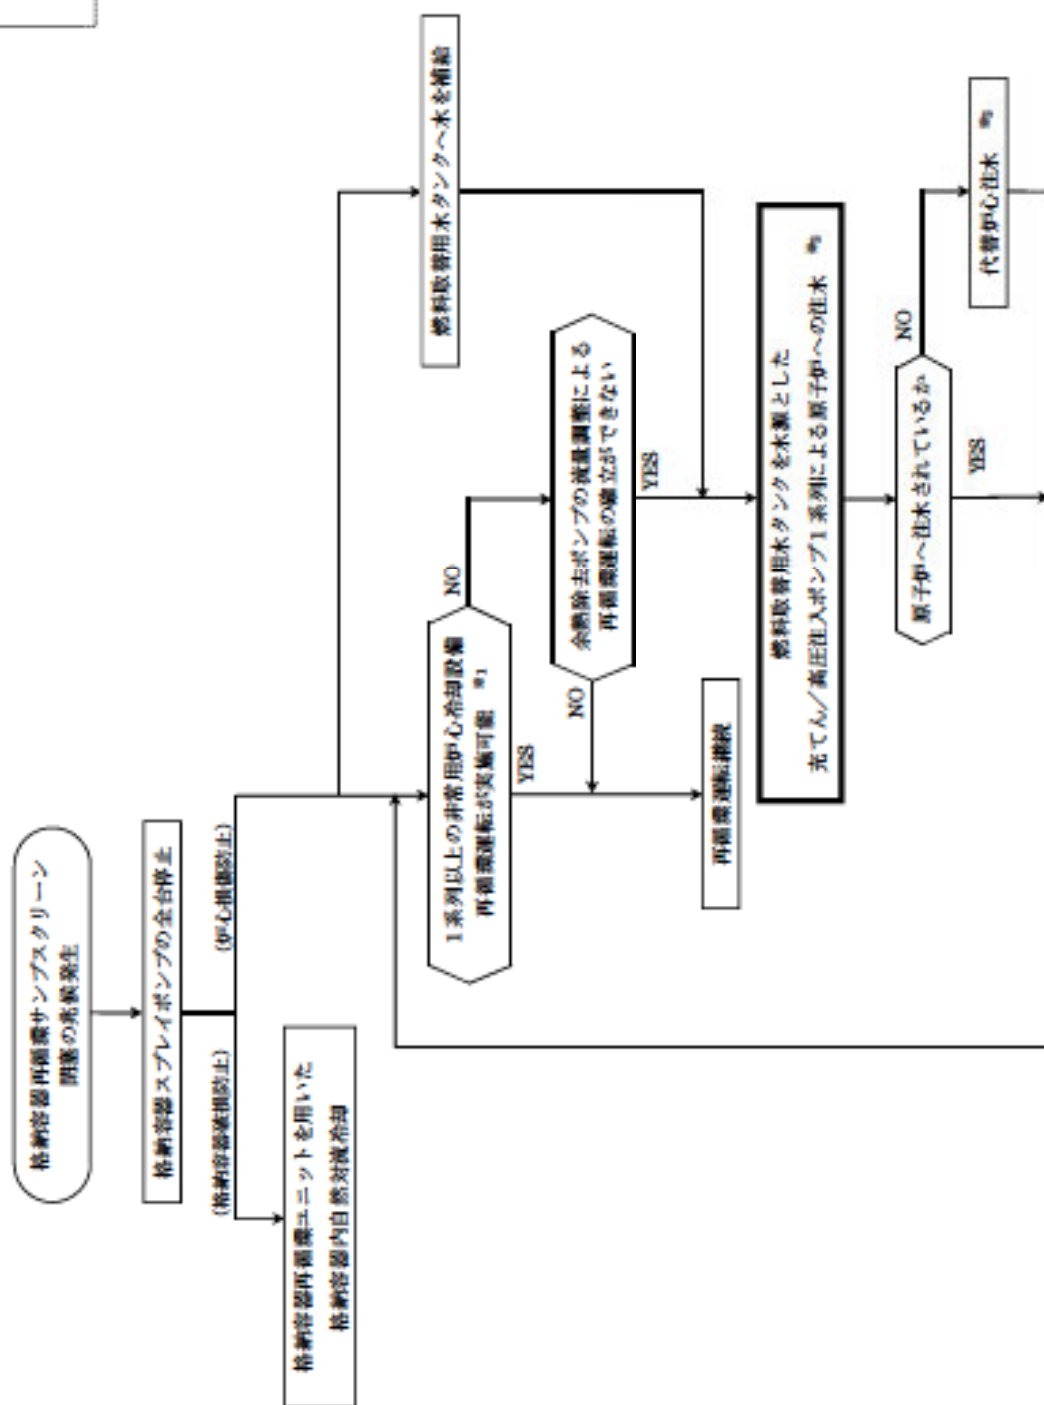 格納容器再循環サンプスクリーン
閉塞の兆候発生
格納容器スプレイポンプの全台停止
(格納容器破損防止)
(炉心損傷防止)
格納容器再循環ユニットを用いた
格納容器内自然対流冷却
燃料取替用水タンクへ水を補給
1系列以上の非常用炉心冷却設備
再循環運転が実施可能 ※1
NO
YES
余熱除去ポンプの流量調整による
再循環運転の確立ができない
NO
YES
再循環運転継続
燃料取替用水タンクを水源とした
充てん/高圧注入ポンプ1系列による原子炉への注水
原子炉へ注水されているか
NO
YES
代替炉心注水